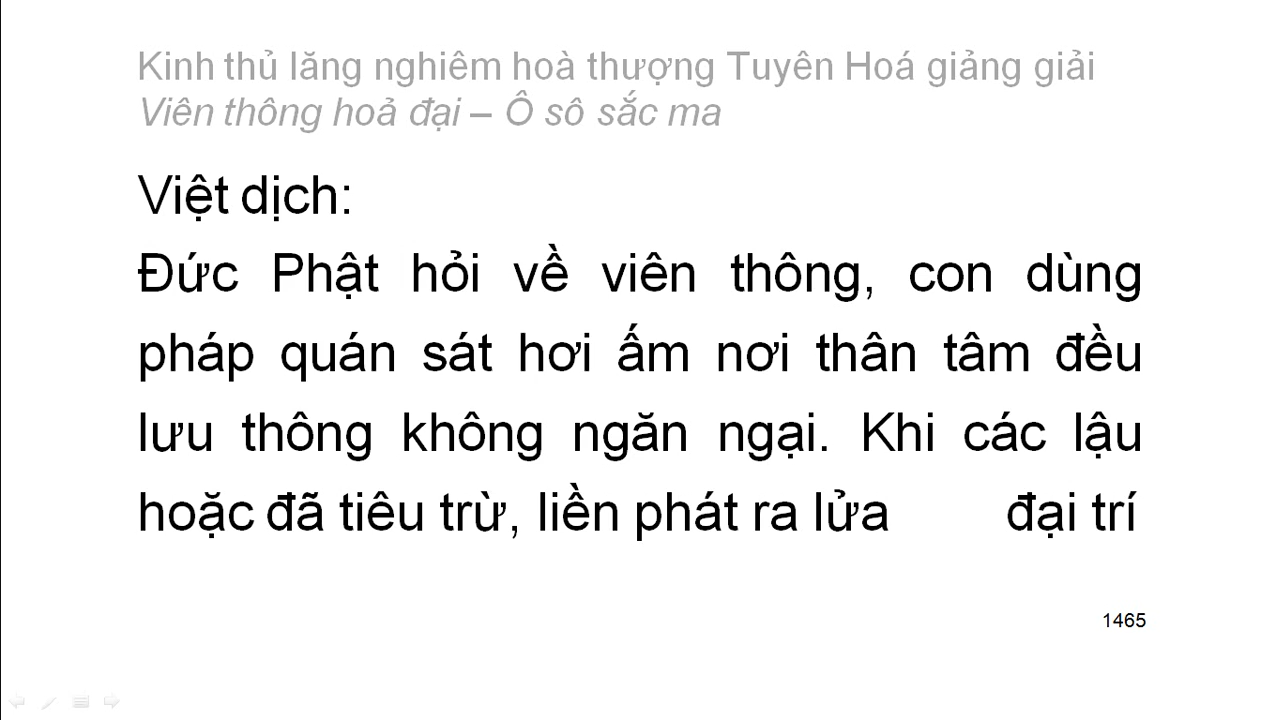 Kinh thủ lăng nghiêm hoà thượng Tuyên Hoá giảng giải
Viên thông hoả đại – Ô sô sắc ma
Việt dịch:
Đức Phật hỏi về viên thông, con dùng
pháp quán sát hơi ấm nơi thân tâm đều
lưu thông không ngăn ngại. Khi các lậu
hoặc đã tiêu trừ, liền phát ra lửa đại trí
1465